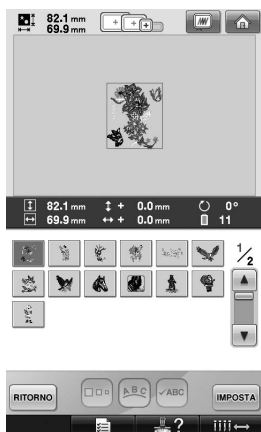 82.1 mm
69.9 mm
82.1 mm + 0.0 mm 0°
69.9 mm + 0.0 mm 11
1/2
RITORNO
ABC
ABC
IMPOSTA
?